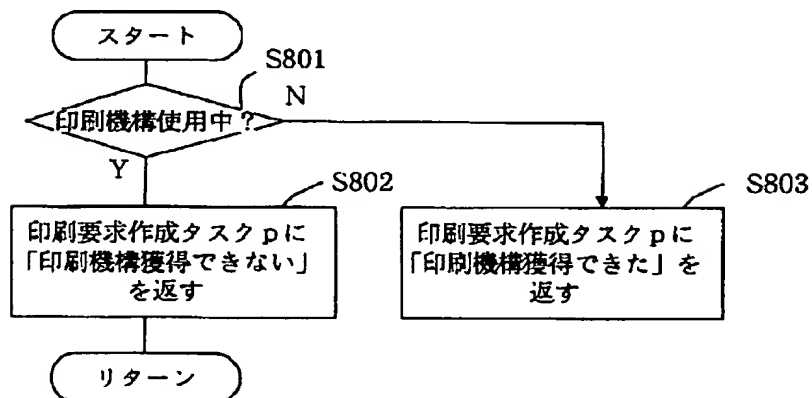 スタート
S801
印刷機構使用中？
N
Y
S802
印刷要求作成タスクpに
「印刷機構獲得できない」
を返す
S803
印刷要求作成タスクpに
「印刷機構獲得できた」を
返す
リターン